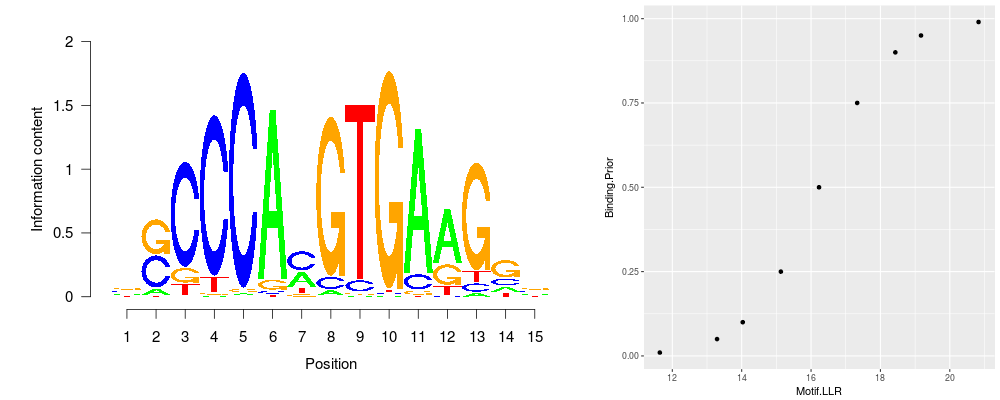 Information content
2
1.5
1
0.5
0
1 2 3 4 5 6 7 8 9 10 11 12 13 14 15
Position
G C C C C A C A G T G A A G G
Binding.Prior
1.00
0.75
0.50
0.25
0.00
12 14 16 18 20
Motif.LLR